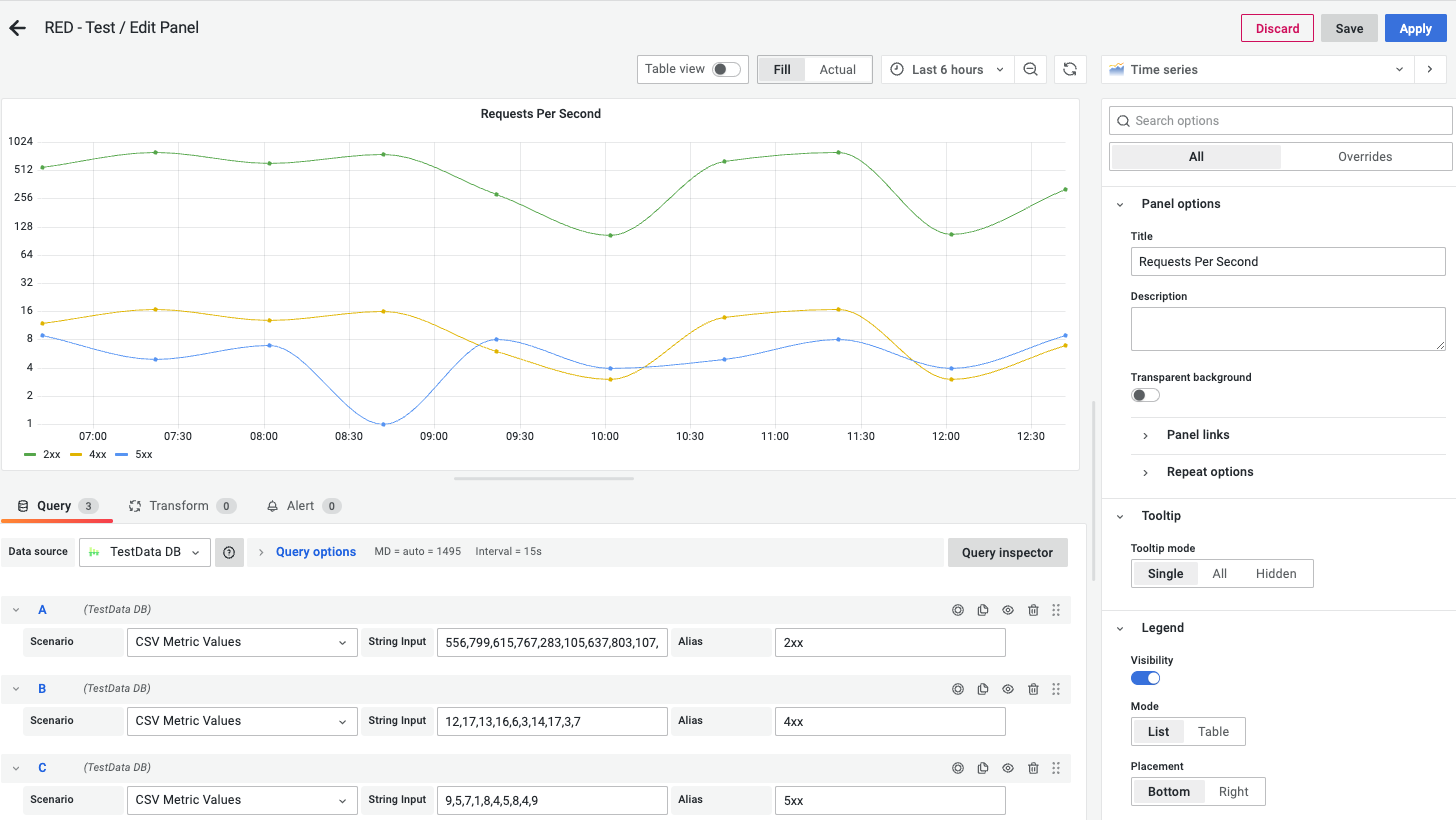 RED - Test / Edit Panel
Discard
Save
Apply
Table view
Fill
Actual
Last 6 hours
Time series
Requests Per Second
1024
512
256
128
64
32
16
8
4
2
1
07:00 07:30 08:00 08:30 09:00 09:30 10:00 10:30 11:00 11:30 12:00 12:30
2xx 4xx 5xx
Query 3
Transform 0
Alert 0
Data source
TestData DB
Query options
MD = auto = 1495
Interval = 15s
Query inspector
A (TestData DB)
Scenario CSV Metric Values String Input 556,799,615,767,283,105,637,803,107, Alias 2xx
B (TestData DB)
Scenario CSV Metric Values String Input 12,17,13,16,6,3,14,17,3,7 Alias 4xx
C (TestData DB)
Scenario CSV Metric Values String Input 9,5,7,1,8,4,5,8,4,9 Alias 5xx
Search options
All
Overrides
Panel options
Title
Requests Per Second
Description
Transparent background
Panel links
Repeat options
Tooltip
Tooltip mode
Single All Hidden
Legend
Visibility
Mode
List Table
Placement
Bottom Right